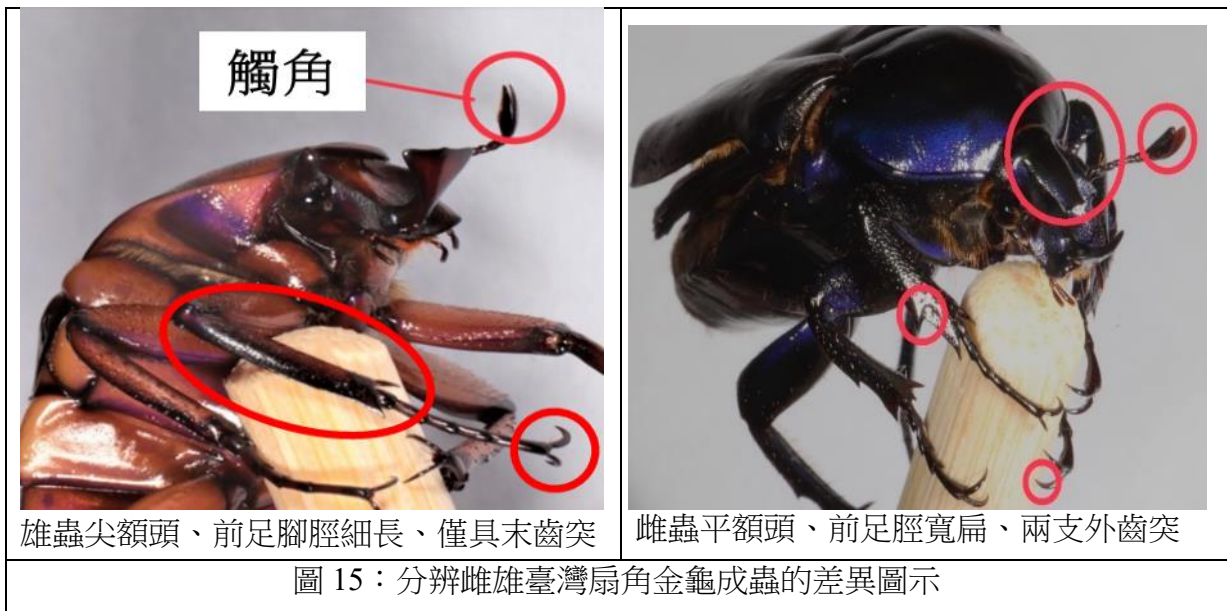 觸角
雄蟲尖額頭、前足腳脛細長、僅具末齒突
雌蟲平額頭、前足脛寬扁、兩支外齒突
圖 15：分辨雌雄臺灣扇角金龜成蟲的差異圖示